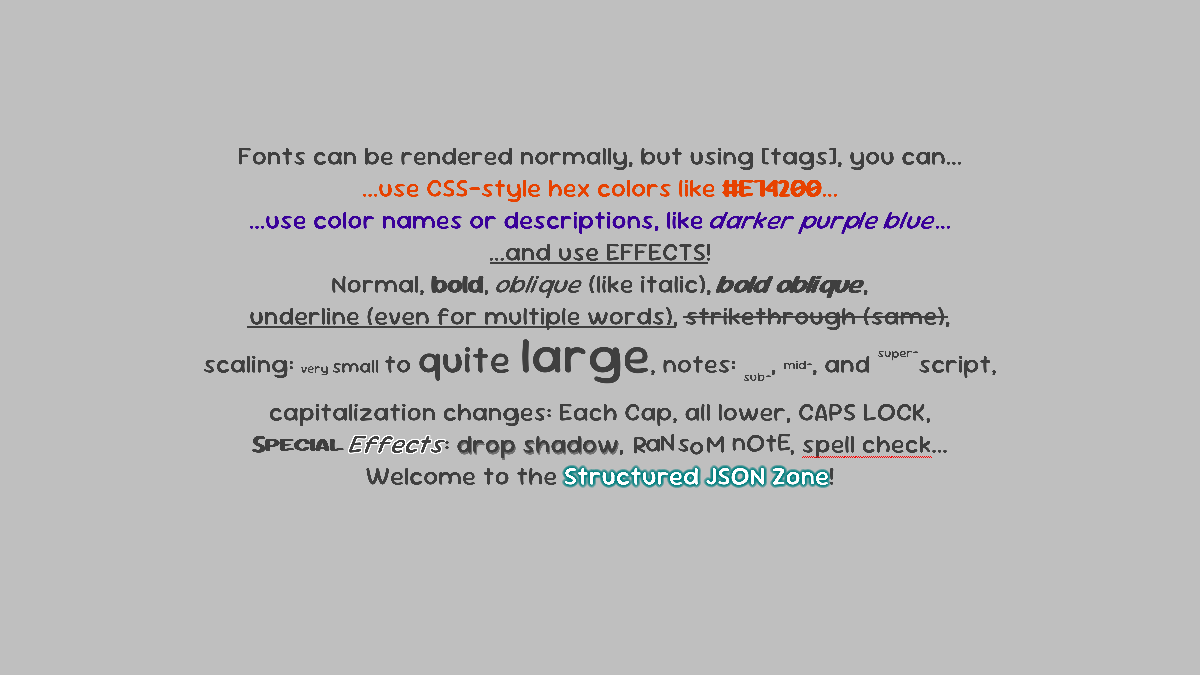 Fonts can be rendered normally, but using [tags], you can...
...use CSS-style hex colors like #E74200...
...use color names or descriptions, like darker purple blue...
...and use EFFECTS!
Normal, bold, oblique (like italic), bold oblique,
underline (even for multiple words), strikethrough (same),
scaling: very small to quite large, notes: sub-, mid-, and super-script,
capitalization changes: Each Cap, all lower, CAPS LOCK,
SPECIAL Effects: drop shadow, RaNsoM nOtE, spell check...
Welcome to the Structured JSON Zone!